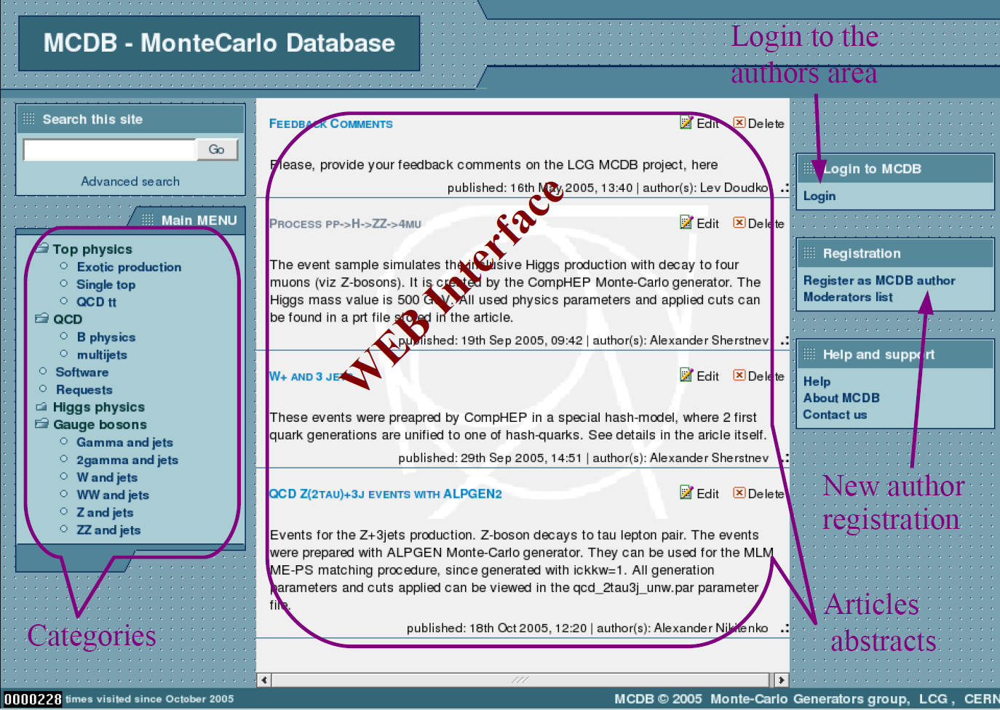 MCDB - MonteCarlo Database
Login to the
authors area
Search this site
Go
Advanced search
Main MENU
Top physics
Exotic production
Single top
QCD tt
QCD
B physics
multijets
Software
Requests
Higgs physics
Gauge bosons
Gamma and jets
2gamma and jets
W and jets
WW and jets
Z and jets
ZZ and jets
Categories
FEEDBACK COMMENTS
Edit Delete
Please, provide your feedback comments on the LCG MCDB project, here
published: 16th May 2005, 13:40 | author(s): Lev Doudko .:
PROCESS PP->H->ZZ->4MU
Edit Delete
The event sample simulates the inclusive Higgs production with decay to four
muons (viz Z-bosons). It is created by the CompHEP Monte-Carlo generator. The
Higgs mass value is 500 GeV. All used physics parameters and applied cuts can
be found in a prt file stored in the article.
published: 19th Sep 2005, 09:42 | author(s): Alexander Sherstnev .:
W+ AND 3 JETS
Edit Delete
These events were preapred by CompHEP in a special hash-model, where 2 first
quark generations are unified to one of hash-quarks. See details in the aricle itself.
published: 29th Sep 2005, 14:51 | author(s): Alexander Sherstnev .:
QCD Z(2TAU)+3J EVENTS WITH ALPGEN2
Edit Delete
Events for the Z+3jets production. Z-boson decays to tau lepton pair. The events
were prepared with ALPGEN Monte-Carlo generator. They can be used for the MLM
ME-PS matching procedure, since generated with ickkw=1. All generation
parameters and cuts applied can be viewed in the qcd_2tau3j_unw.par parameter
file.
published: 18th Oct 2005, 12:20 | author(s): Alexander Nikitenko .:
WEB Interface
Login to MCDB
Login
Registration
Register as MCDB author
Moderators list
Help and support
Help
About MCDB
Contact us
New author
registration
Articles
abstracts
0000228 times visited since October 2005
MCDB © 2005 Monte-Carlo Generators group, LCG , CERN